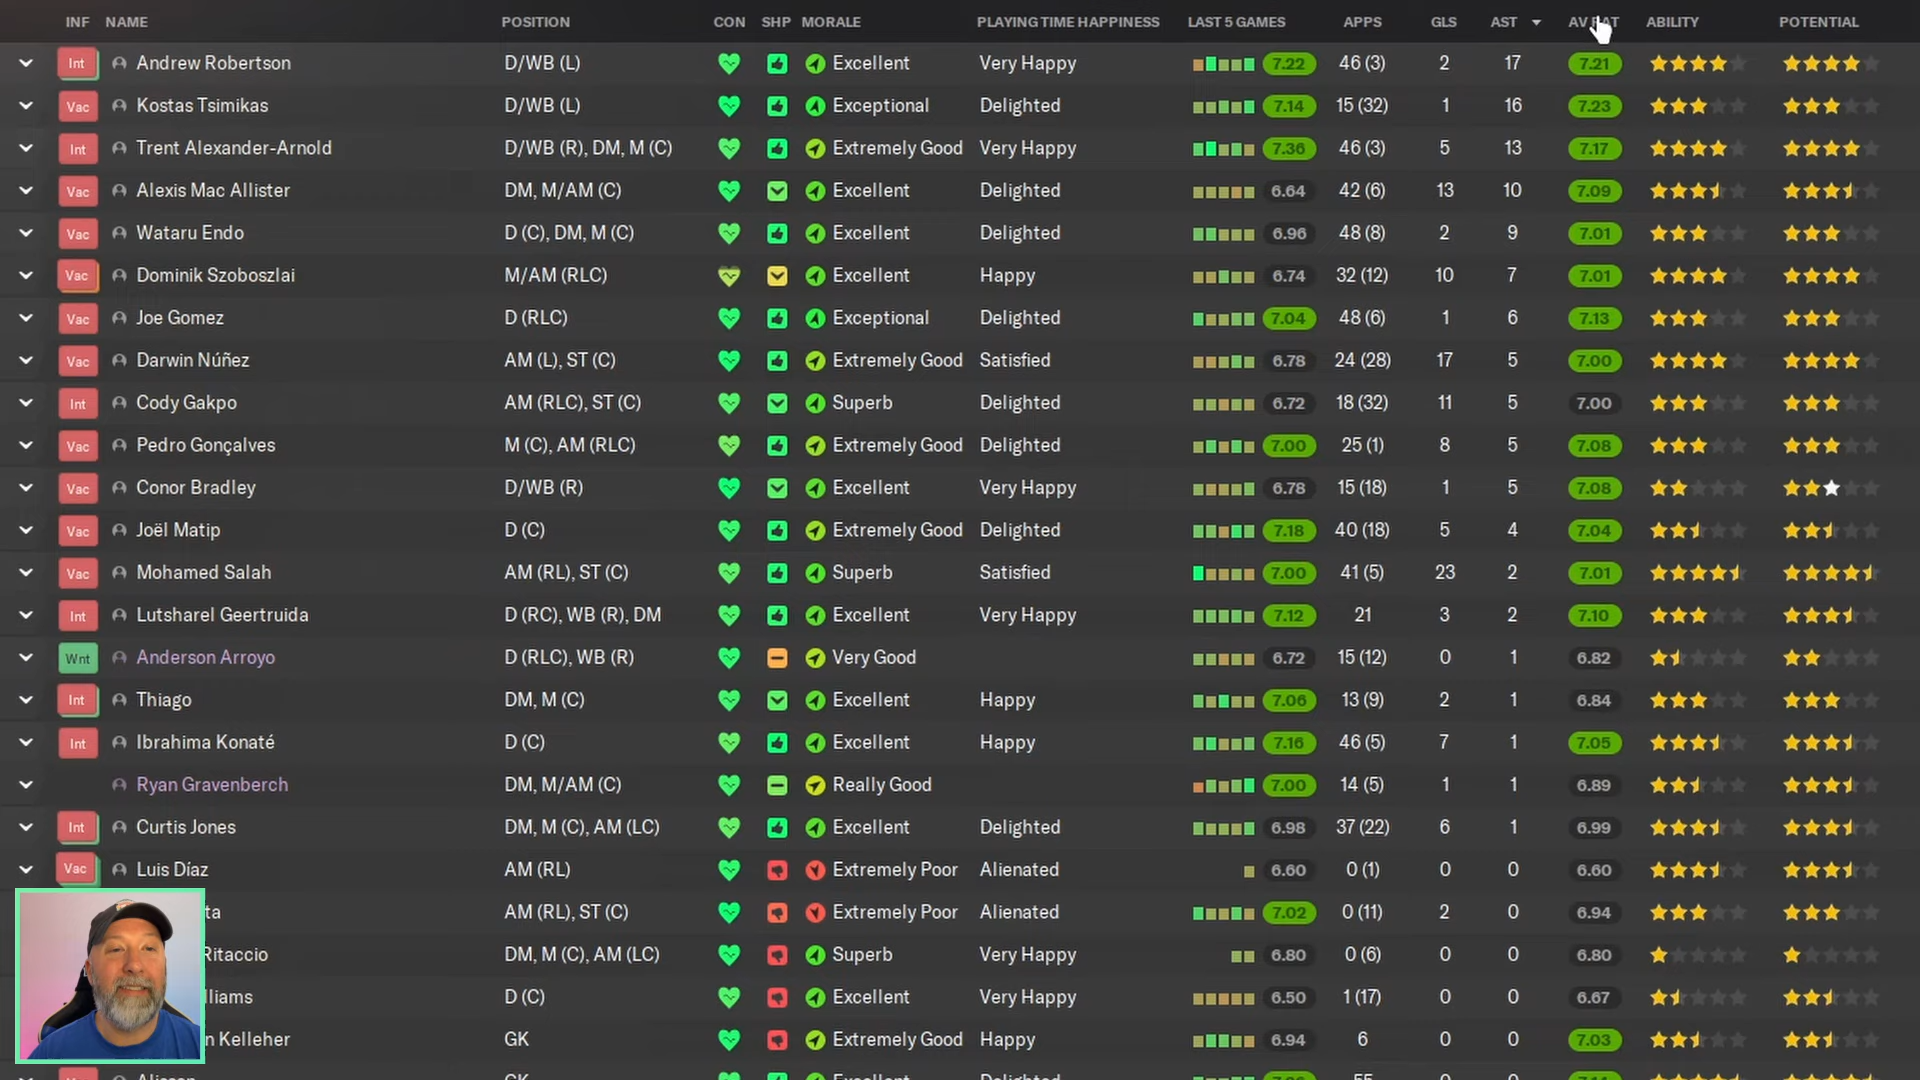 INF NAME POSITION CON SHP MORALE PLAYING TIME HAPPINESS LAST 5 GAMES APPS GLS AST AV RAT ABILITY POTENTIAL
Int Andrew Robertson D/WB (L) Excellent Very Happy 7.22 46 (3) 2 17 7.21
Vac Kostas Tsimikas D/WB (L) Exceptional Delighted 7.14 15 (32) 1 16 7.23
Int Trent Alexander-Arnold D/WB (R), DM, M (C) Extremely Good Very Happy 7.36 46 (3) 5 13 7.17
Vac Alexis Mac Allister DM, M/AM (C) Excellent Delighted 6.64 42 (6) 13 10 7.09
Vac Wataru Endo D (C), DM, M (C) Excellent Delighted 6.96 48 (8) 2 9 7.01
Vac Dominik Szoboszlai M/AM (RLC) Excellent Happy 6.74 32 (12) 10 7 7.01
Vac Joe Gomez D (RLC) Exceptional Delighted 7.04 48 (6) 1 6 7.13
Vac Darwin Núñez AM (L), ST (C) Extremely Good Satisfied 6.78 24 (28) 17 5 7.00
Int Cody Gakpo AM (RLC), ST (C) Superb Delighted 6.72 18 (32) 11 5 7.00
Vac Pedro Gonçalves M (C), AM (RLC) Extremely Good Delighted 7.00 25 (1) 8 5 7.08
Vac Conor Bradley D/WB (R) Excellent Very Happy 6.78 15 (18) 1 5 7.08
Vac Joël Matip D (C) Extremely Good Delighted 7.18 40 (18) 5 4 7.04
Vac Mohamed Salah AM (RL), ST (C) Superb Satisfied 7.00 41 (5) 23 2 7.01
Int Lutsharel Geertruida D (RC), WB (R), DM Excellent Very Happy 7.12 21 3 2 7.10
Wnt Anderson Arroyo D (RLC), WB (R) Very Good 6.72 15 (12) 0 1 6.82
Int Thiago DM, M (C) Excellent Happy 7.06 13 (9) 2 1 6.84
Int Ibrahima Konaté D (C) Excellent Happy 7.16 46 (5) 7 1 7.05
Ryan Gravenberch DM, M/AM (C) Really Good 7.00 14 (5) 1 1 6.89
Int Curtis Jones DM, M (C), AM (LC) Excellent Delighted 6.98 37 (22) 6 1 6.99
Vac Luis Díaz AM (RL) Extremely Poor Alienated 6.60 0 (1) 0 0 6.60
ta AM (RL), ST (C) Extremely Poor Alienated 7.02 0 (11) 2 0 6.94
Ritaccio DM, M (C), AM (LC) Superb Very Happy 6.80 0 (6) 0 0 6.80
lliams D (C) Excellent Very Happy 6.50 1 (17) 0 0 6.67
n Kelleher GK Extremely Good Happy 6.94 6 0 0 7.03